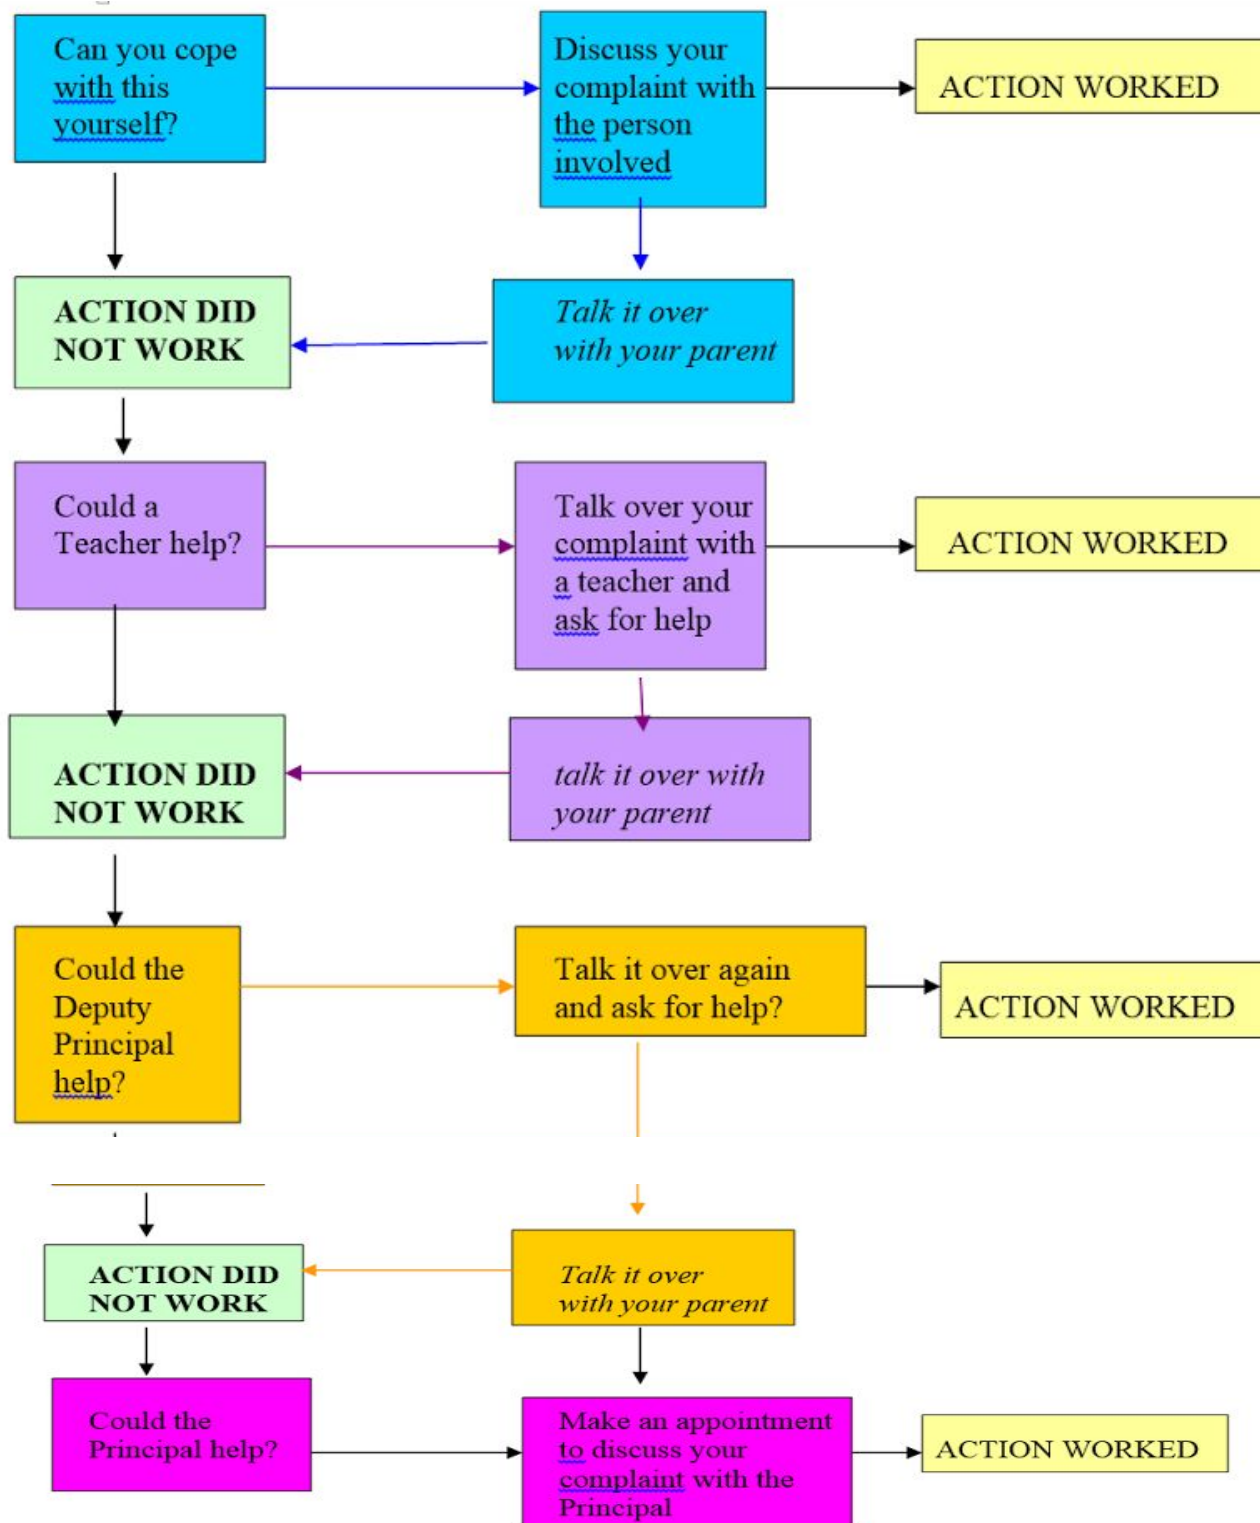 Can you cope
with this
yourself?
Discuss your
complaint with
the person
involved
ACTION WORKED
ACTION DID
NOT WORK
Talk it over
with your parent
Could a
Teacher help?
Talk over your
complaint with
a teacher and
ask for help
ACTION WORKED
ACTION DID
NOT WORK
talk it over with
your parent
Could the
Deputy
Principal
help?
Talk it over again
and ask for help?
ACTION WORKED
ACTION DID
NOT WORK
Talk it over
with your parent
Could the
Principal help?
Make an appointment
to discuss your
complaint with the
Principal
ACTION WORKED